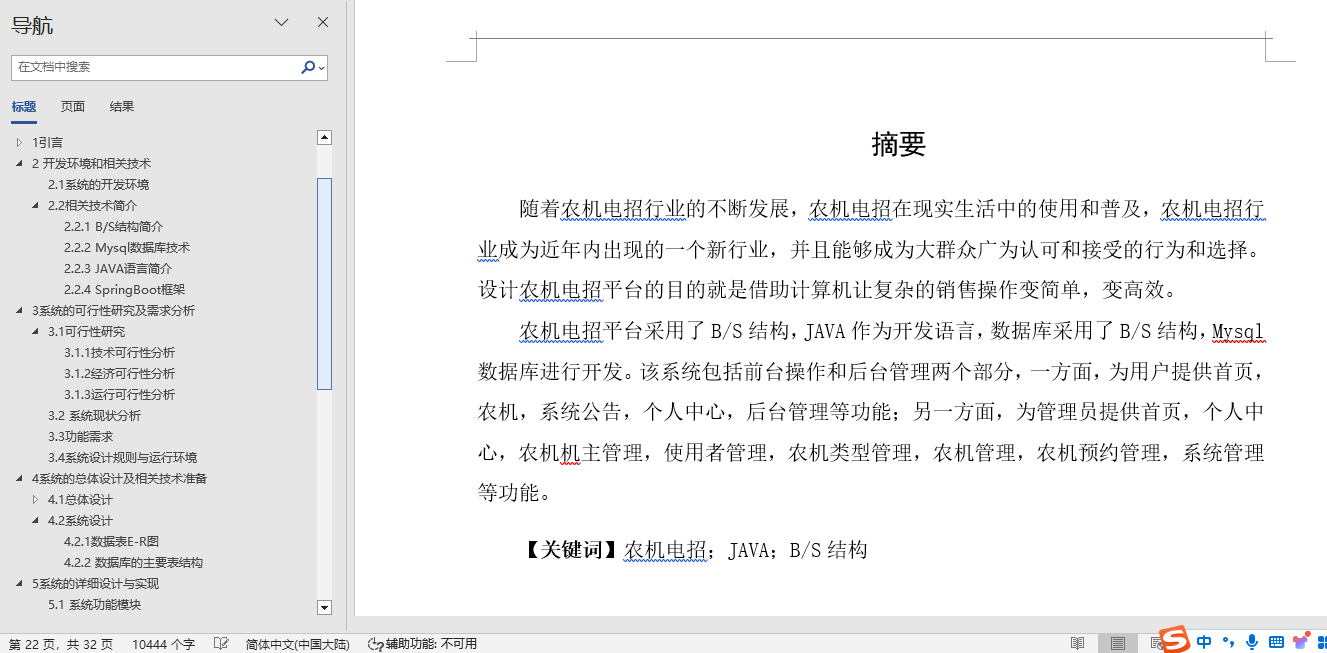 导航
在文档中搜索
标题 页面 结果
1引言
2 开发环境和相关技术
2.1系统的开发环境
2.2相关技术简介
2.2.1 B/S结构简介
2.2.2 Mysql数据库技术
2.2.3 JAVA语言简介
2.2.4 SpringBoot框架
3系统的可行性研究及需求分析
3.1可行性研究
3.1.1技术可行性分析
3.1.2经济可行性分析
3.1.3运行可行性分析
3.2 系统现状分析
3.3功能需求
3.4系统设计规则与运行环境
4系统的总体设计及相关技术准备
4.1总体设计
4.2系统设计
4.2.1数据表E-R图
4.2.2 数据库的主要表结构
5系统的详细设计与实现
5.1 系统功能模块
摘要
随着农机电招行业的不断发展，农机电招在现实生活中的使用和普及，农机电招行
业成为近年内出现的一个新行业，并且能够成为大群众广为认可和接受的行为和选择。
设计农机电招平台的目的就是借助计算机让复杂的销售操作变简单，变高效。
农机电招平台采用了 B/S 结构，JAVA 作为开发语言，数据库采用了 B/S 结构，Mysql
数据库进行开发。该系统包括前台操作和后台管理两个部分，一方面，为用户提供首页，
农机，系统公告，个人中心，后台管理等功能；另一方面，为管理员提供首页，个人中
心，农机机主管理，使用者管理，农机类型管理，农机管理，农机预约管理，系统管理
等功能。
【关键词】农机电招；JAVA；B/S 结构
第 22 页，共 32 页 10444 个字 简体中文(中国大陆) 辅助功能: 不可用
S 中